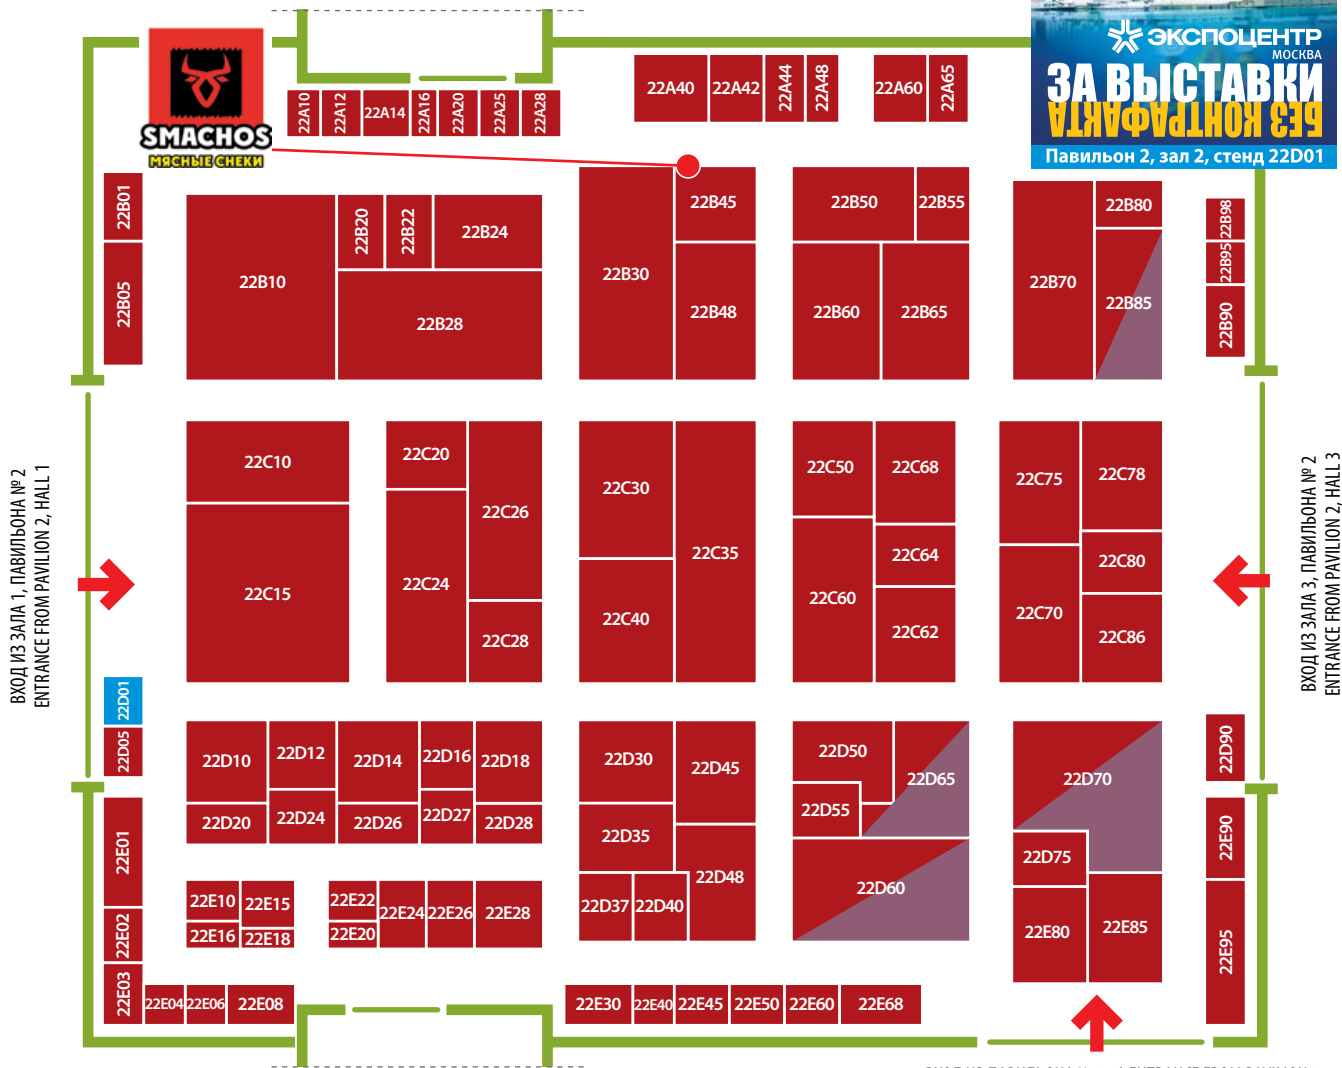 ЭКСПОЦЕНТР
МОСКВА
ЗА ВЫСТАВКИ
БЕЗ КОНТРАФАКТА
Павильон 2, зал 2, стенд 22D01
SMACHOS
МЯСНЫЕ СНЕКИ
22A10
22A12
22A14
22A16
22A20
22A25
22A28
22A40
22A42
22A44
22A48
22A60
22A65
22B01
22B05
22B10
22B20
22B22
22B24
22B28
22B30
22B45
22B48
22B50
22B55
22B60
22B65
22B70
22B80
22B85
22B98
22B95
22B90
ВХОД ИЗ ЗАЛА 1, ПАВИЛЬОНА № 2
ENTRANCE FROM PAVILION 2, HALL 1
22C10
22C15
22C20
22C24
22C26
22C28
22C30
22C40
22C35
22C50
22C60
22C68
22C64
22C62
22C75
22C70
22C78
22C80
22C86
ВХОД ИЗ ЗАЛА 3, ПАВИЛЬОНА № 2
ENTRANCE FROM PAVILION 2, HALL 3
22D01
22D05
22D10
22D12
22D14
22D16
22D18
22D20
22D24
22D26
22D27
22D28
22D30
22D35
22D37
22D40
22D45
22D48
22D50
22D55
22D65
22D60
22D70
22D75
22D90
22E01
22E02
22E03
22E04
22E06
22E08
22E10
22E15
22E16
22E18
22E22
22E20
22E24
22E26
22E28
22E30
22E40
22E45
22E50
22E60
22E68
22E80
22E85
22E90
22E95